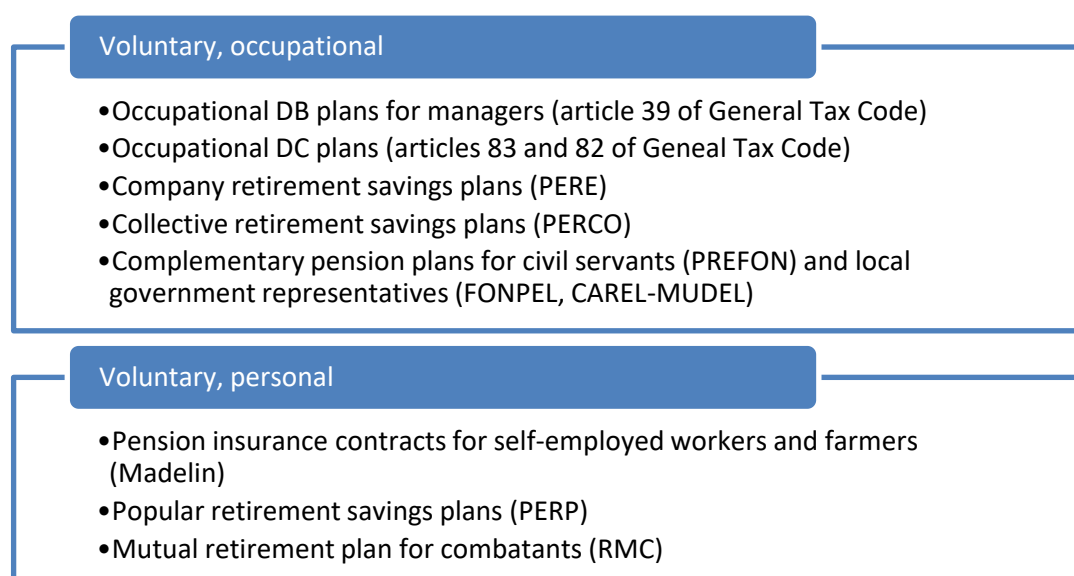 Voluntary, occupational
•Occupational DB plans for managers (article 39 of General Tax Code)
•Occupational DC plans (articles 83 and 82 of Geneal Tax Code)
•Company retirement savings plans (PERE)
•Collective retirement savings plans (PERCO)
•Complementary pension plans for civil servants (PREFON) and local
government representatives (FONPEL, CAREL-MUDEL)
Voluntary, personal
•Pension insurance contracts for self-employed workers and farmers
(Madelin)
•Popular retirement savings plans (PERP)
•Mutual retirement plan for combatants (RMC)